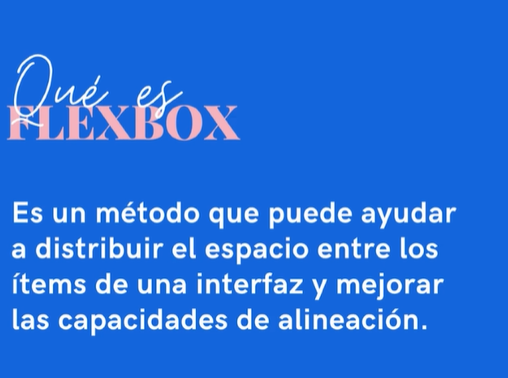 Qué es
FLEXBOX
Es un método que puede ayudar
a distribuir el espacio entre los
ítems de una interfaz y mejorar
las capacidades de alineación.